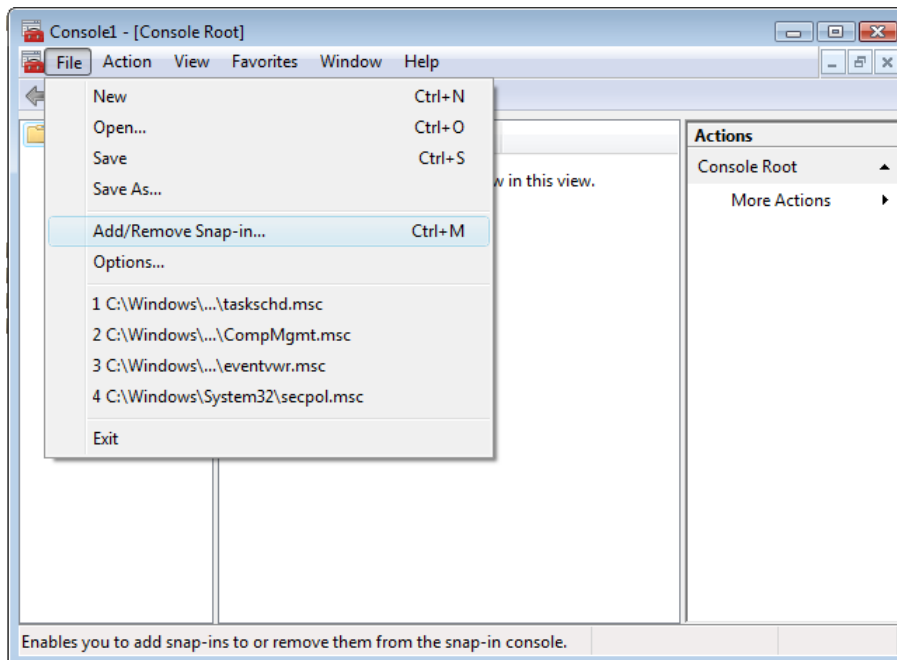 Console1 - [Console Root]
File Action View Favorites Window Help
New Ctrl+N
Open... Ctrl+O
Save Ctrl+S
Save As...
Add/Remove Snap-in... Ctrl+M
Options...
1 C:\Windows\...\taskschd.msc
2 C:\Windows\...\CompMgmt.msc
3 C:\Windows\...\eventvwr.msc
4 C:\Windows\System32\secpol.msc
Exit
in this view.
Actions
Console Root
More Actions
Enables you to add snap-ins to or remove them from the snap-in console.